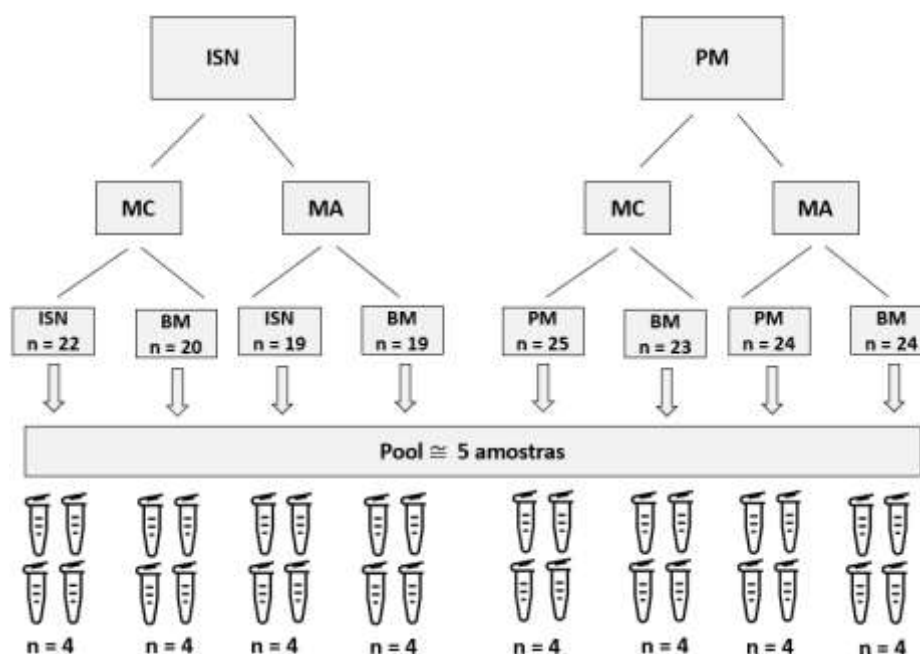 ISN
PM
MC
MA
MC
MA
ISN
n = 22
BM
n = 20
ISN
n = 19
BM
n = 19
PM
n = 25
BM
n = 23
PM
n = 24
BM
n = 24
Pool ≅ 5 amostras
n = 4
n = 4
n = 4
n = 4
n = 4
n = 4
n = 4
n = 4